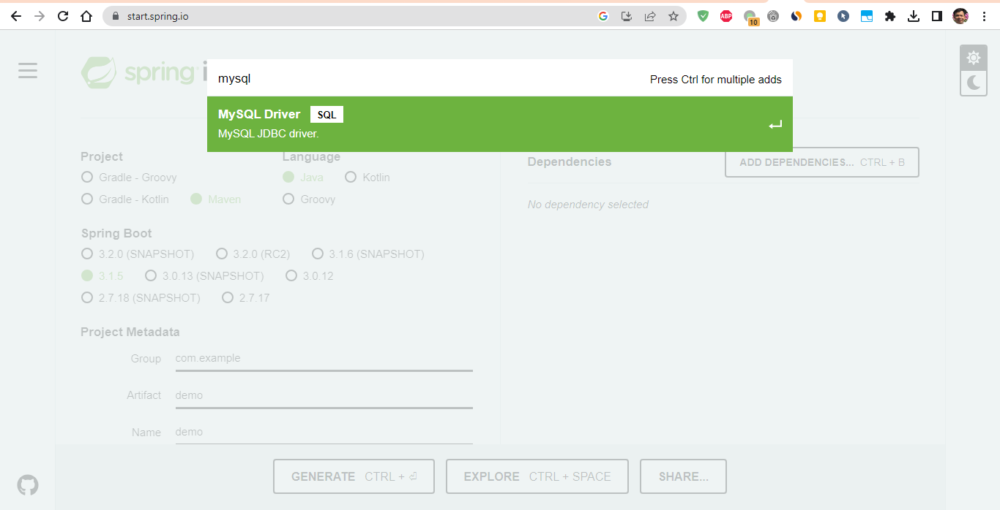 start.spring.io
G
ABP
10
spring i
mysql
Press Ctrl for multiple adds
MySQL Driver SQL
MySQL JDBC driver.
Project
Gradle - Groovy
Gradle - Kotlin Maven
Language
Java Kotlin
Groovy
Spring Boot
3.2.0 (SNAPSHOT) 3.2.0 (RC2) 3.1.6 (SNAPSHOT)
3.1.5 3.0.13 (SNAPSHOT) 3.0.12
2.7.18 (SNAPSHOT) 2.7.17
Project Metadata
Group com.example
Artifact demo
Name demo
Dependencies
ADD DEPENDENCIES... CTRL + B
No dependency selected
GENERATE CTRL + ⏎
EXPLORE CTRL + SPACE
SHARE...